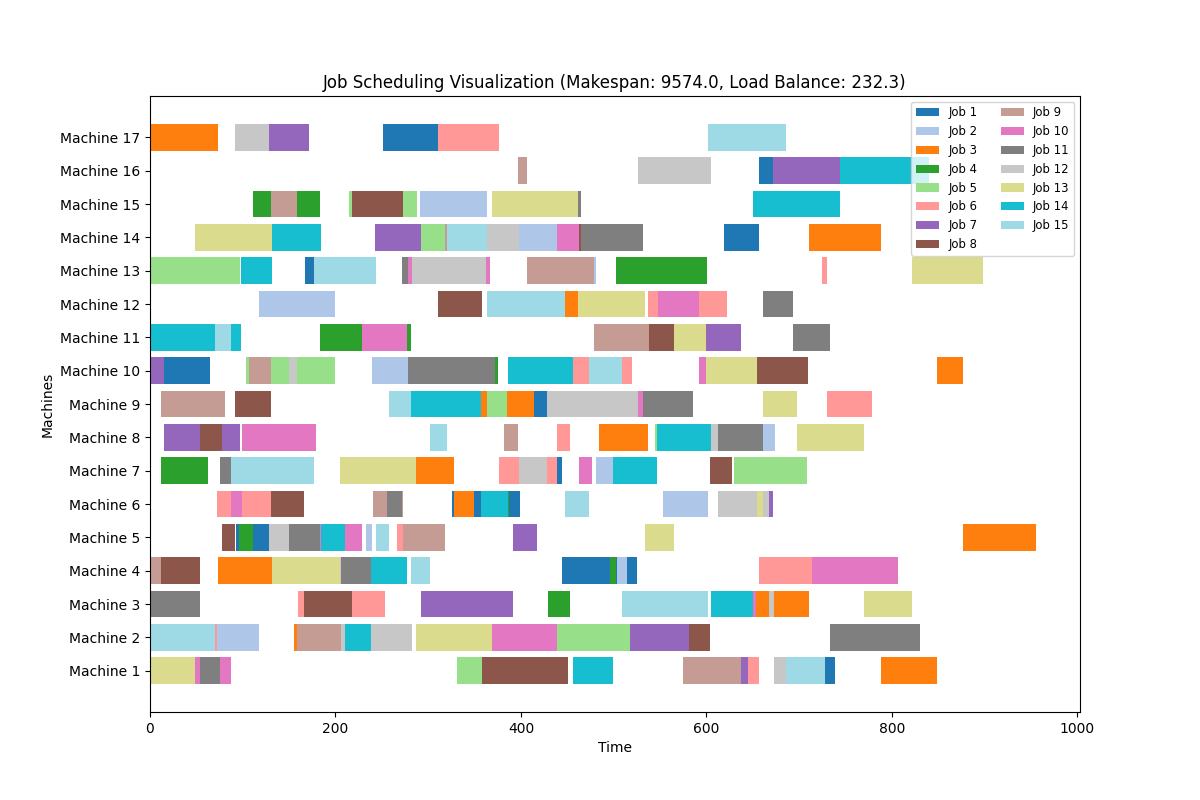 Job Scheduling Visualization (Makespan: 9574.0, Load Balance: 232.3)
Machines
Machine 17
Machine 16
Machine 15
Machine 14
Machine 13
Machine 12
Machine 11
Machine 10
Machine 9
Machine 8
Machine 7
Machine 6
Machine 5
Machine 4
Machine 3
Machine 2
Machine 1
Job 1
Job 2
Job 3
Job 4
Job 5
Job 6
Job 7
Job 8
Job 9
Job 10
Job 11
Job 12
Job 13
Job 14
Job 15
0 200 400 600 800 1000
Time